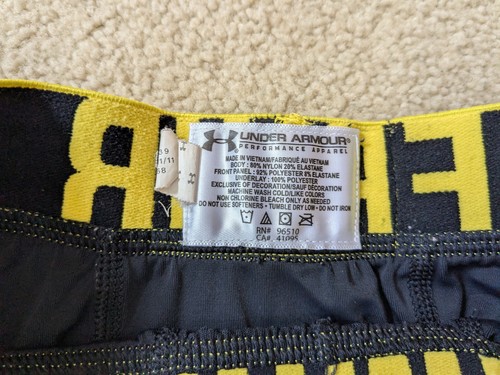 UNDER ARMOUR
PERFORMANCE APPAREL
MADE IN VIETNAM/FABRIQUÉ AU VIETNAM
BODY : 80% NYLON 20% ELASTANE
FRONT PANEL : 92% POLYESTER 8% ELASTANE
UNDERLAY : 100% POLYESTER
EXCLUSIVE OF DECORATION/SAUF DÉCORATION
MACHINE WASH COLD/LIKE COLORS
NON CHLORINE BLEACH ONLY AS NEEDED
DO NOT USE SOFTENERS • TUMBLE DRY LOW • DO NOT IRON
RN# 96510
CA# 41095